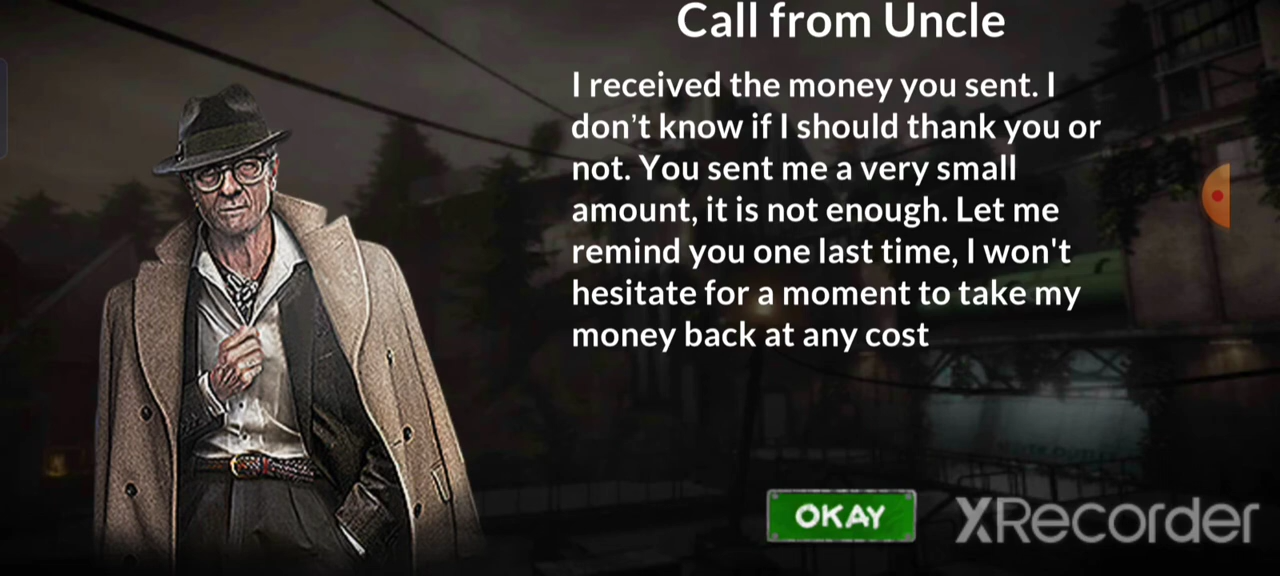 Call from Uncle
I received the money you sent. I
don't know if I should thank you or
not. You sent me a very small
amount, it is not enough. Let me
remind you one last time, I won't
hesitate for a moment to take my
money back at any cost
OKAY
XRecorder